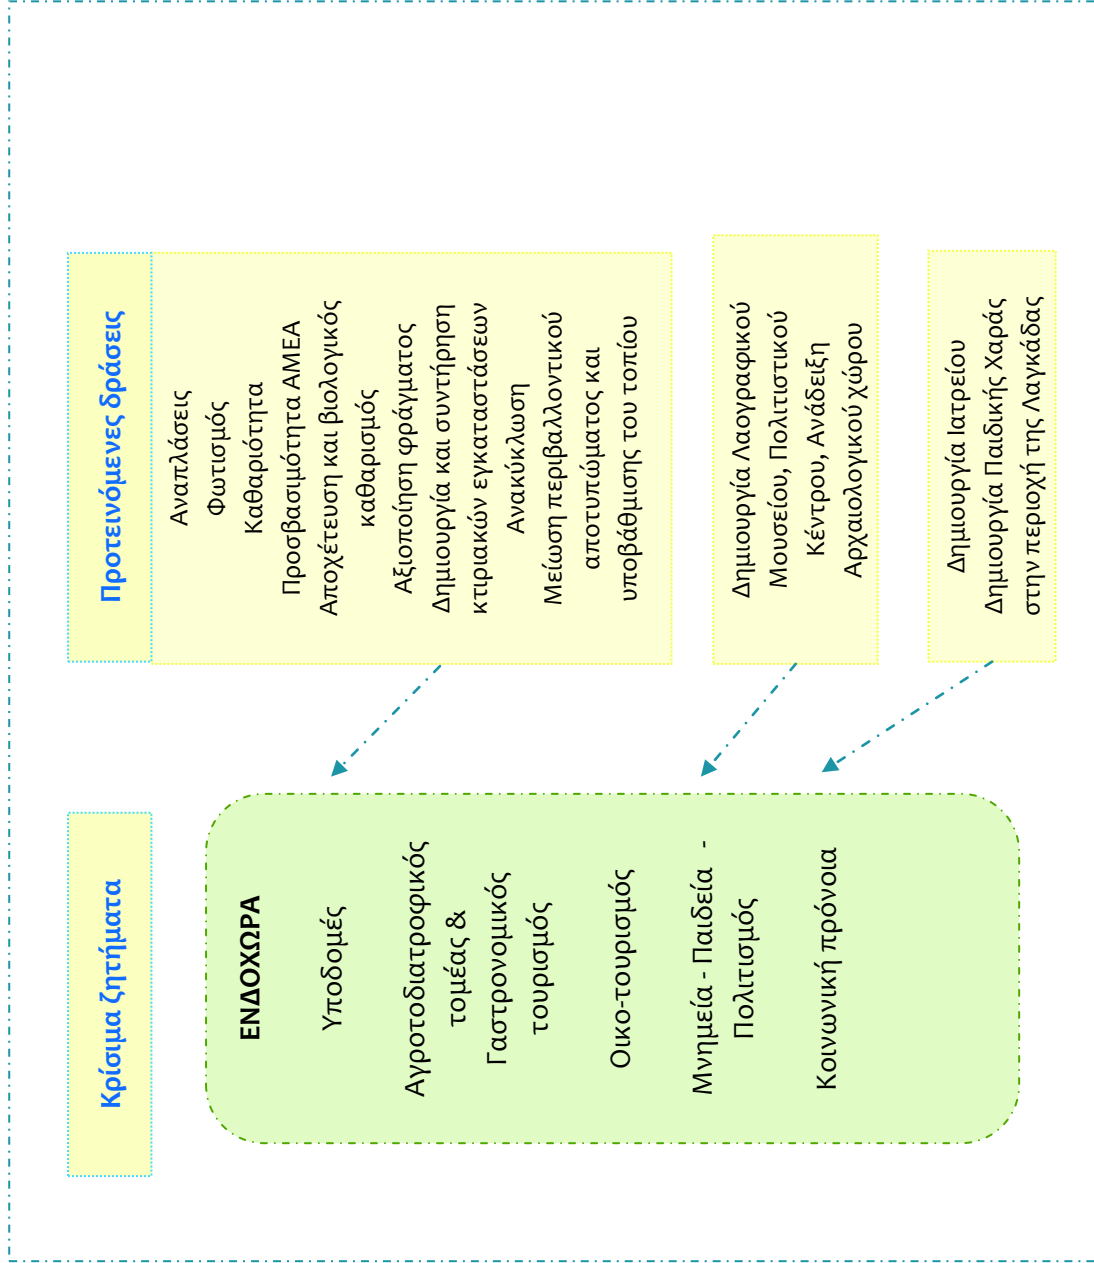 Κρίσιμα ζητήματα
Προτεινόμενες δράσεις
ΕΝΔΟΧΩΡΑ
Υποδομές
Αγροτοδιατροφικός
τομέας &
Γαστρονομικός
τουρισμός
Οικο-τουρισμός
Μνημεία - Παιδεία -
Πολιτισμός
Κοινωνική πρόνοια
Αναπλάσεις
Φωτισμός
Καθαριότητα
Προσβασιμότητα ΑΜΕΑ
Αποχέτευση και βιολογικός
καθαρισμός
Αξιοποίηση φράγματος
Δημιουργία και συντήρηση
κτιριακών εγκαταστάσεων
Ανακύκλωση
Μείωση περιβαλοντικού
αποτυπώματος και
υποβάθμισης του τοπίου
Δημιουργία Λαογραφικού
Μουσείου, Πολιτιστικού
Κέντρου, Ανάδειξη
Αρχαιολογικού χώρου
Δημιουργία Ιατρείου
Δημιουργία Παιδικής Χαράς
στην περιοχή της Λαγκάδας